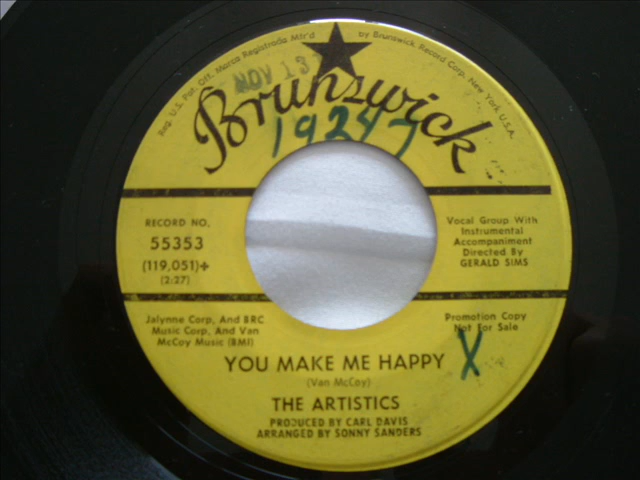 Reg. U.S. Pat. Off. Marca Registrada Mfr'd by Brunswick Record Corp. New York, U.S.A.
NOV 13
Brunswick
19247
RECORD NO.
55353
(119,051)+
(2:27)
Vocal Group With
Instrumental
Accompaniment
Directed By
GERALD SIMS
Jalynne Corp, And BRC
Music Corp, And Van
McCoy Music (BMI)
Promotion Copy
Not For Sale
X
YOU MAKE ME HAPPY
(Van McCoy)
THE ARTISTICS
PRODUCED BY CARL DAVIS
ARRANGED BY SONNY SANDERS